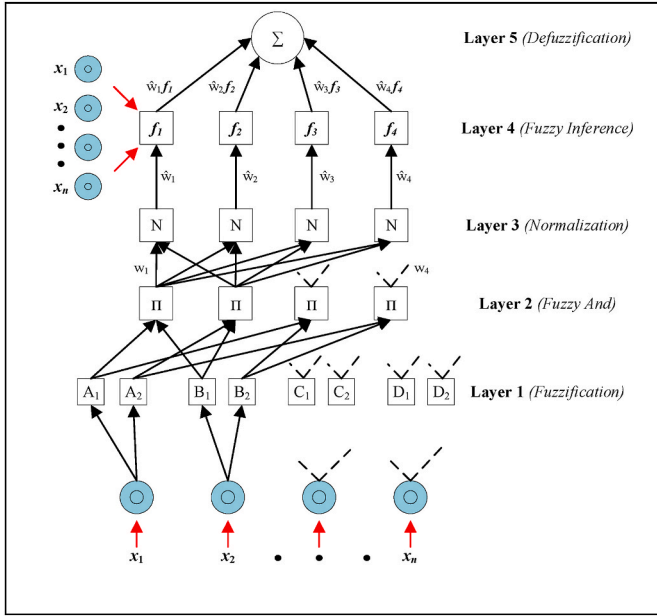 Σ
Layer 5 (Defuzzification)
x1
x2
xn
ŵ1f1
ŵ2f2
ŵ3f3
ŵ4f4
f1
f2
f3
f4
Layer 4 (Fuzzy Inference)
ŵ1
ŵ2
ŵ3
ŵ4
N
N
N
N
Layer 3 (Normalization)
w1
w4
Π
Π
Π
Π
Layer 2 (Fuzzy And)
A1
A2
B1
B2
C1
C2
D1
D2
Layer 1 (Fuzzification)
x1
x2
xn